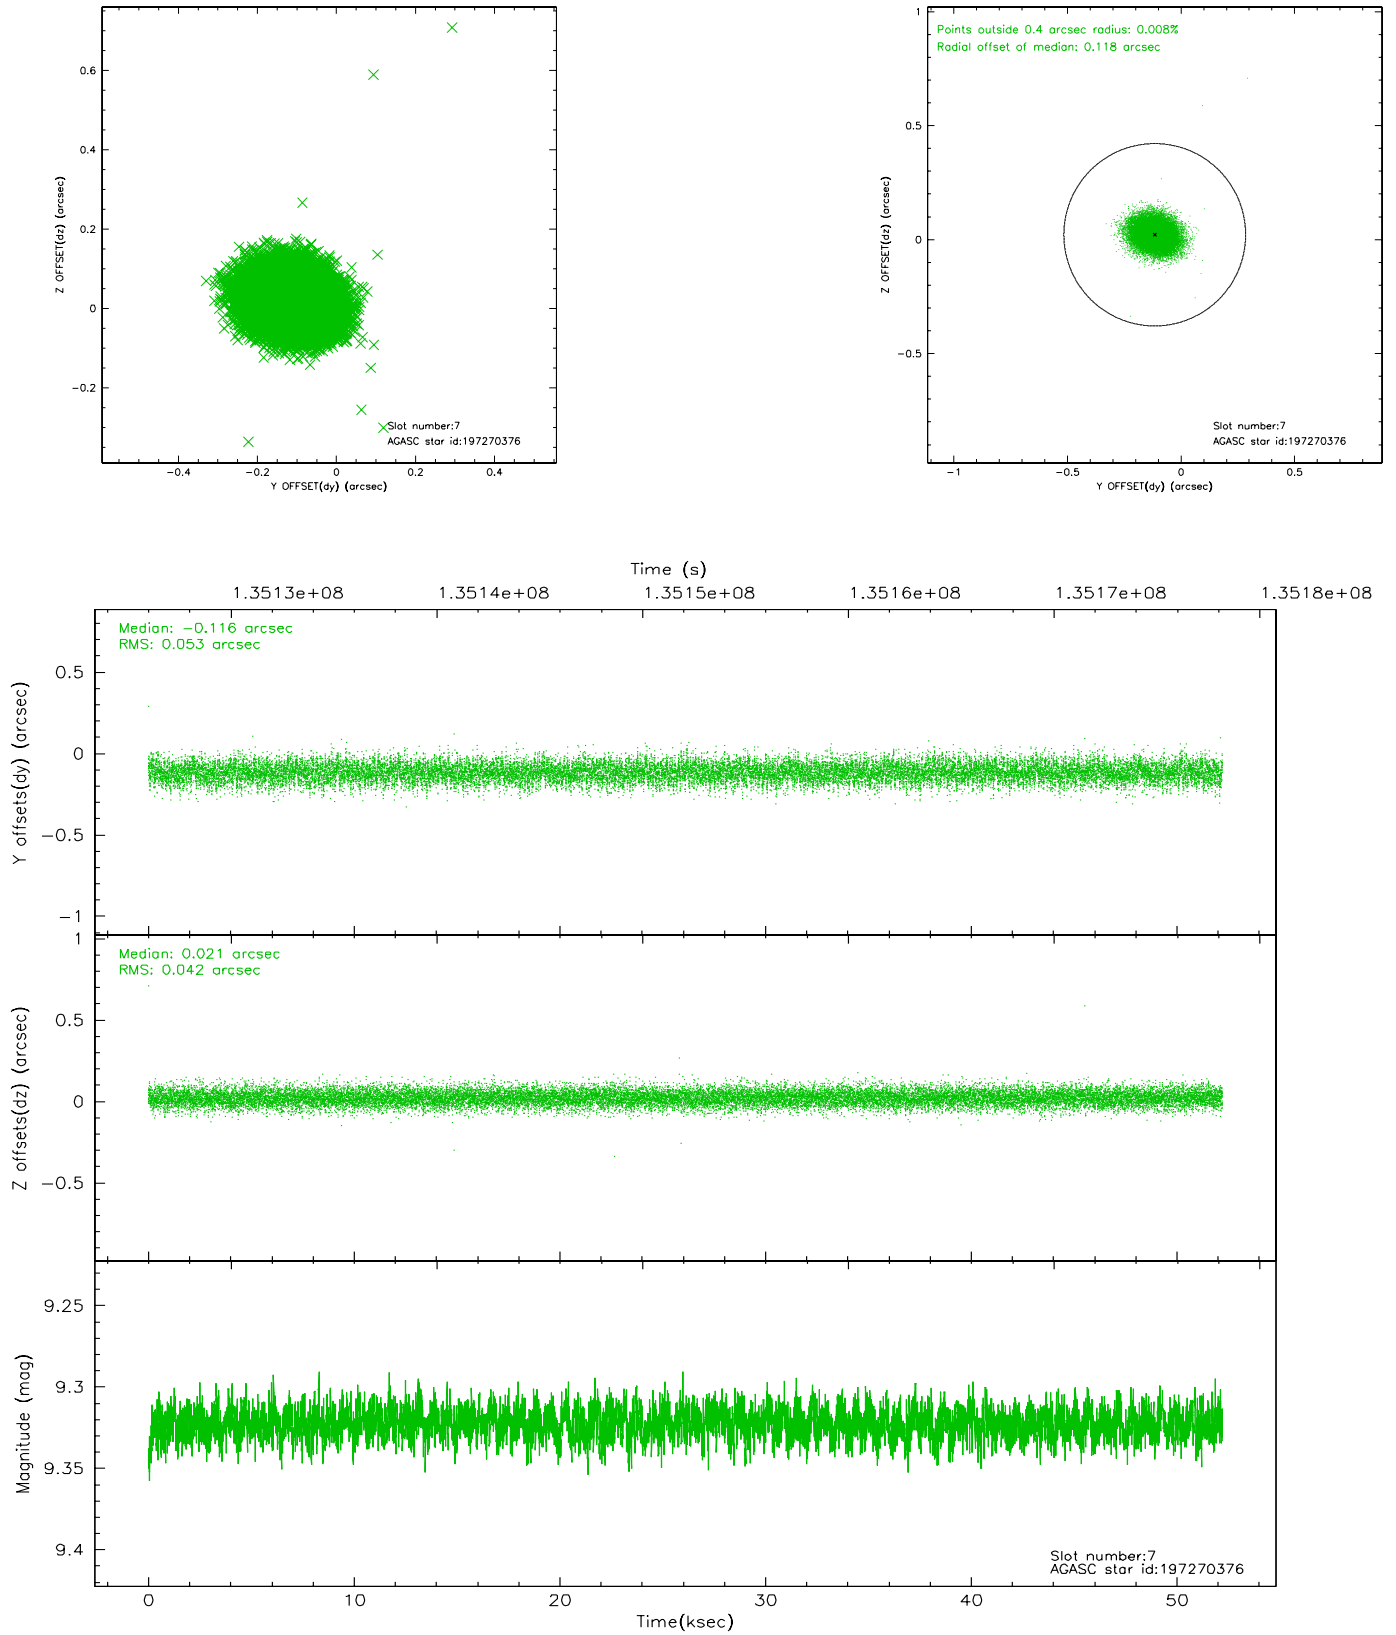 0.6
0.4
0.2
0
−0.2
Z OFFSET(dz) (arcsec)
Slot number:7
AGASC star id:197270376
−0.4 −0.2 0 0.2 0.4
Y OFFSET(dy) (arcsec)
Points outside 0.4 arcsec radius: 0.008%
Radial offset of median: 0.118 arcsec
1
0.5
0
−0.5
Z OFFSET(dz) (arcsec)
Slot number:7
AGASC star id:197270376
−1 −0.5 0 0.5
Y OFFSET(dy) (arcsec)
Time (s)
1.3513e+08 1.3514e+08 1.3515e+08 1.3516e+08 1.3517e+08 1.3518e+08
Median: −0.116 arcsec
RMS: 0.053 arcsec
0.5
0
−0.5
−1
Y offsets(dy) (arcsec)
Median: 0.021 arcsec
RMS: 0.042 arcsec
1
0.5
0
−0.5
Z offsets(dz) (arcsec)
9.25
9.3
9.35
9.4
Magnitude (mag)
Slot number:7
AGASC star id:197270376
0 10 20 30 40 50
Time(ksec)